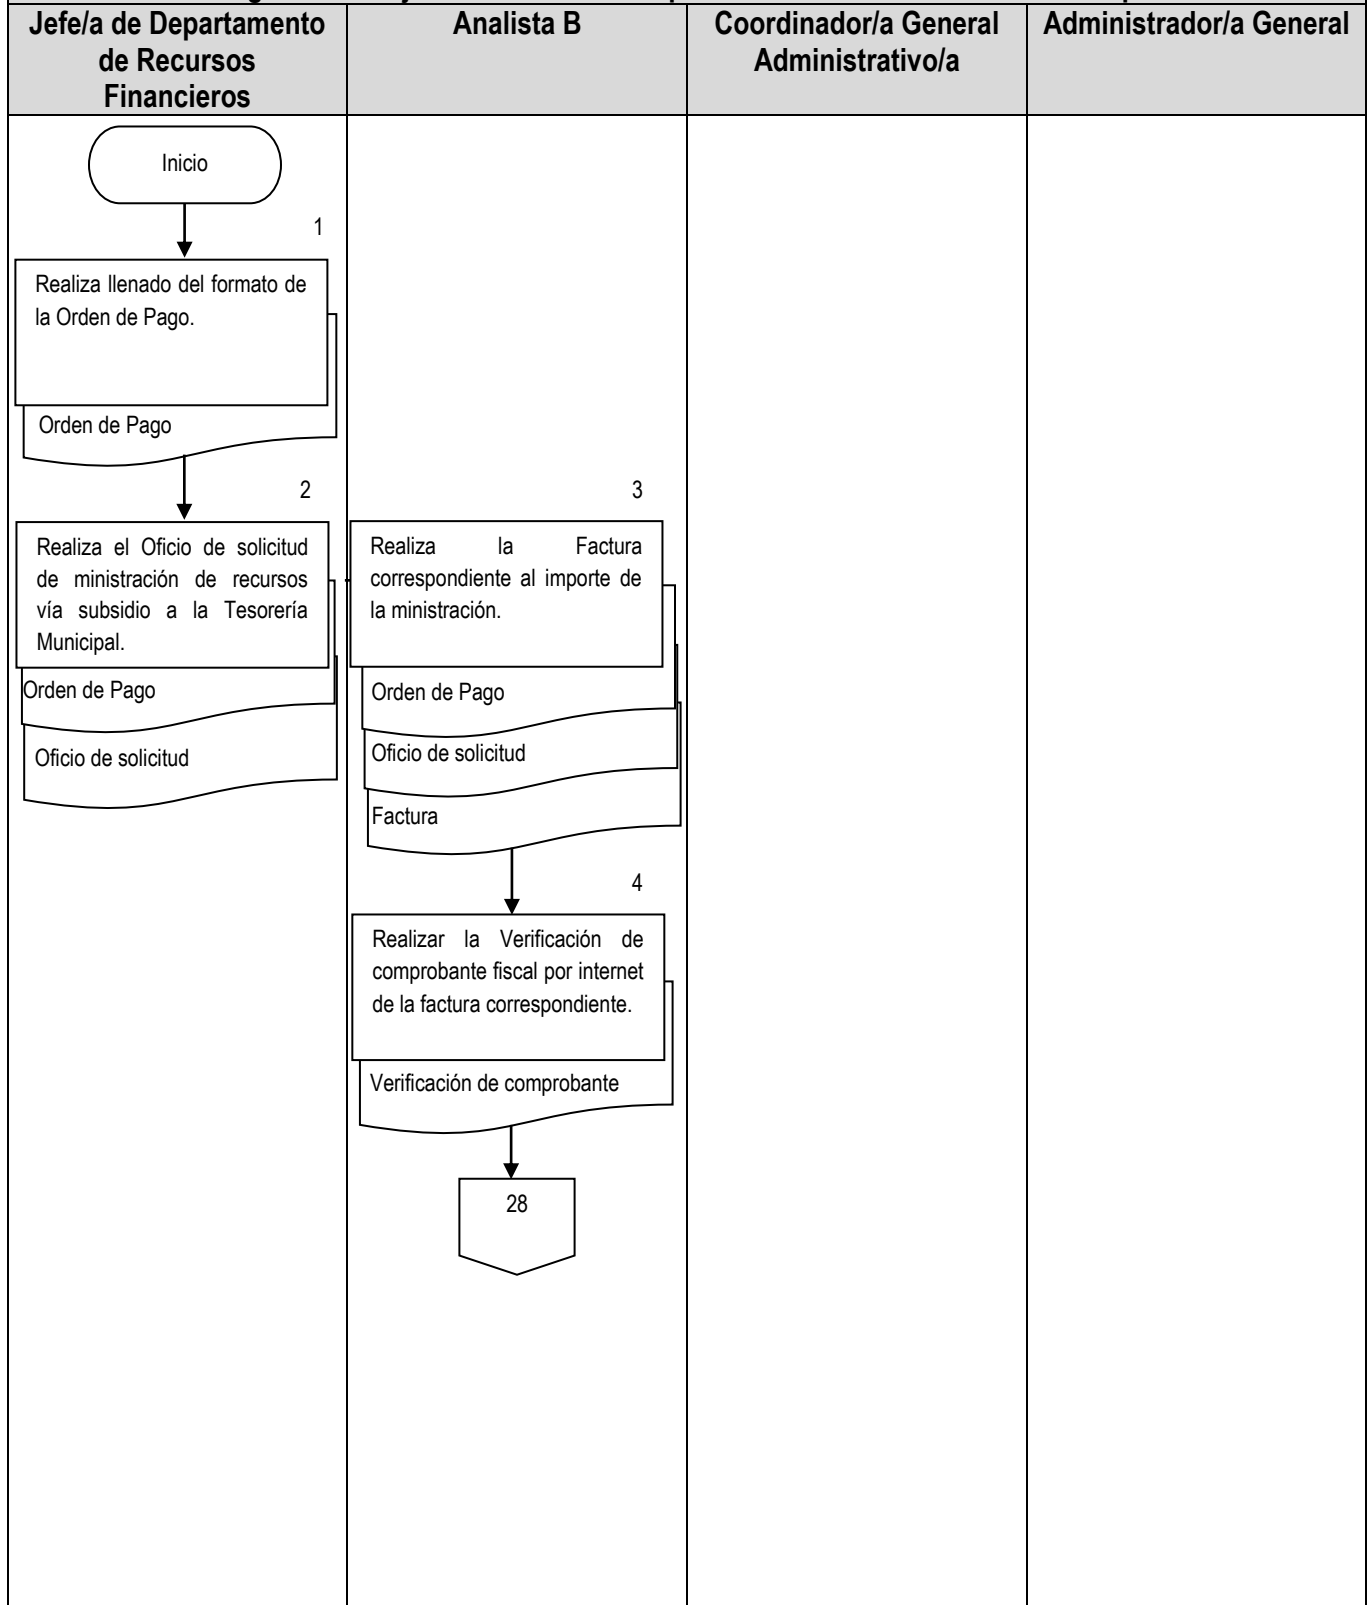 Jefe/a de Departamento
de Recursos
Financieros
Analista B
Coordinador/a General
Administrativo/a
Administrador/a General
Inicio
1
Realiza llenado del formato de
la Orden de Pago.
Orden de Pago
2
Realiza el Oficio de solicitud
de ministración de recursos
vía subsidio a la Tesorería
Municipal.
Orden de Pago
Oficio de solicitud
3
Realiza la Factura
correspondiente al importe de
la ministración.
Orden de Pago
Oficio de solicitud
Factura
4
Realizar la Verificación de
comprobante fiscal por internet
de la factura correspondiente.
Verificación de comprobante
28